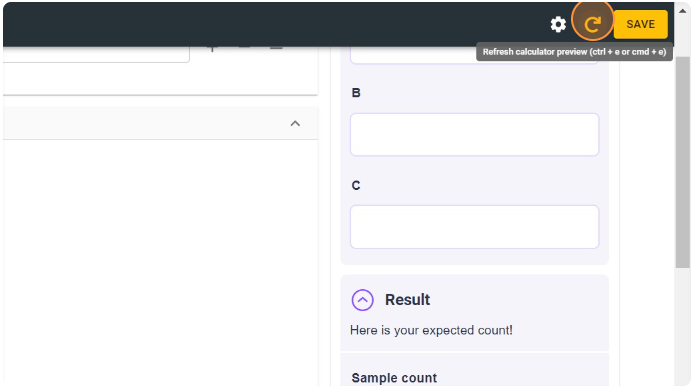 SAVE
Refresh calculator preview (ctrl + e or cmd + e)
B
C
Result
Here is your expected count!
Sample count